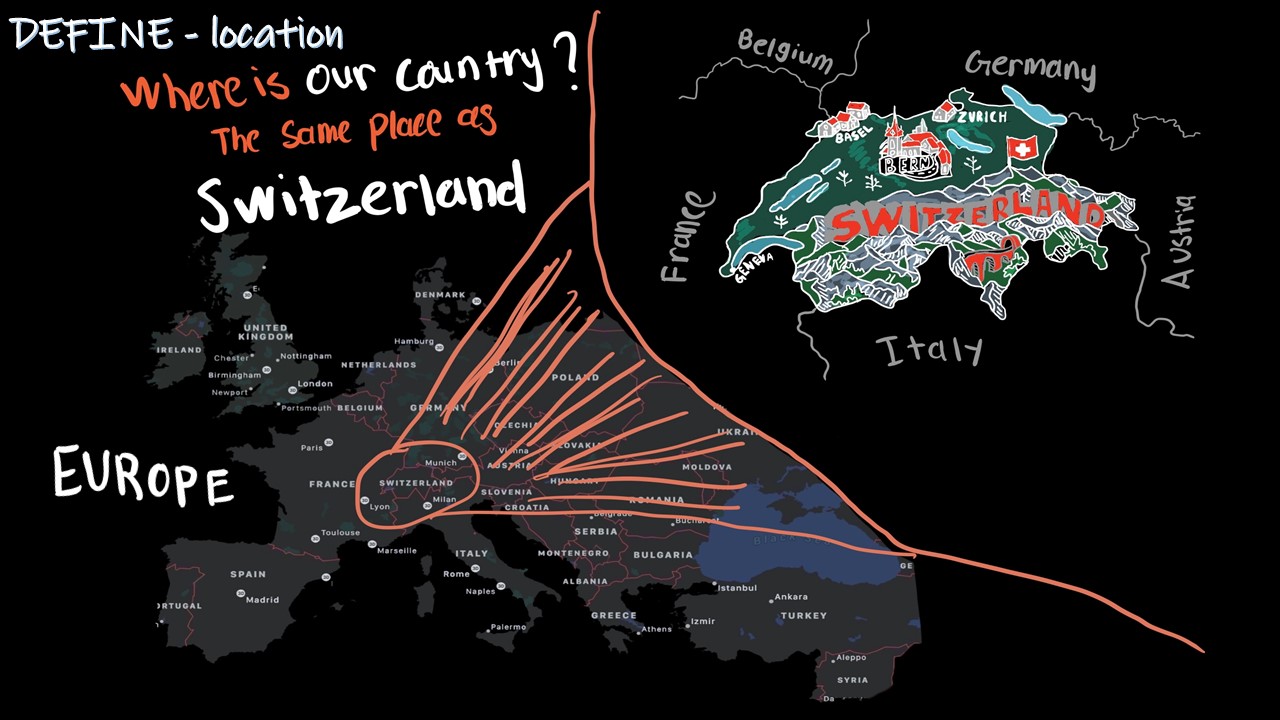 DEFINE - location
Where is our country?
The same place as
Switzerland
Belgium
Germany
France
Austria
Italy
BASEL
ZURICH
BERN
SWITZERLAND
GENEVA
EUROPE
DENMARK
UNITED
KINGDOM
IRELAND
Chester
Nottingham
Birmingham
Newport
London
Portsmouth
Hamburg
NETHERLANDS
Berlin
POLAND
BELGIUM
GERMANY
CZECHIA
Paris
Munich
Vienna
SLOVAKIA
UKRAIN
AUSTRIA
MOLDOVA
FRANCE
SWITZERLAND
HUNGARY
SLOVENIA
Lyon
Milan
CROATIA
ROMANIA
Belgrade
Bucharest
Toulouse
Marseille
SERBIA
Black
ITALY
MONTENEGRO
BULGARIA
GE
SPAIN
Rome
ALBANIA
Istanbul
Madrid
Naples
Ankara
ORTUGAL
GREECE
TURKEY
Palermo
Athens
Izmir
Aleppo
SYRIA
Da